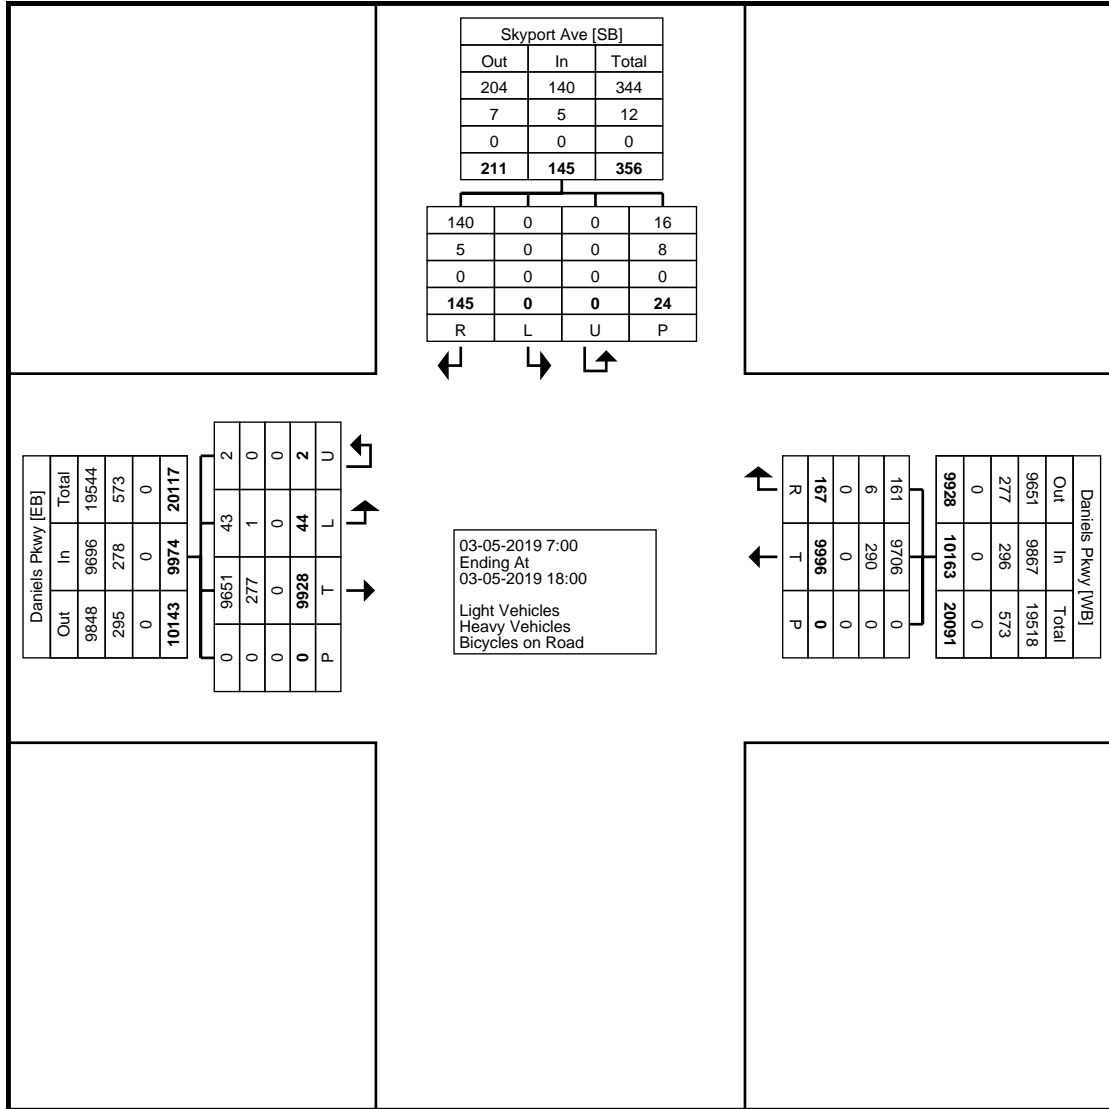 Skyport Ave [SB]
Out In Total
204 140 344
7 5 12
0 0 0
211 145 356
140 0 0 16
5 0 0 8
0 0 0 0
145 0 0 24
R L U P
Daniels Pkwy [EB]
Total In Out
19544 9696 9848
573 278 295
0 0 0
20117 9974 10143
2 43 9651 0
0 1 277 0
0 0 0 0
2 44 9928 0
U L T P
03-05-2019 7:00
Ending At
03-05-2019 18:00
Light Vehicles
Heavy Vehicles
Bicycles on Road
Daniels Pkwy [WB]
Out In Total
9651 9867 19518
277 296 573
0 0 0
9928 10163 20091
161 9706 0
6 290 0
0 0 0
167 9996 0
R T P